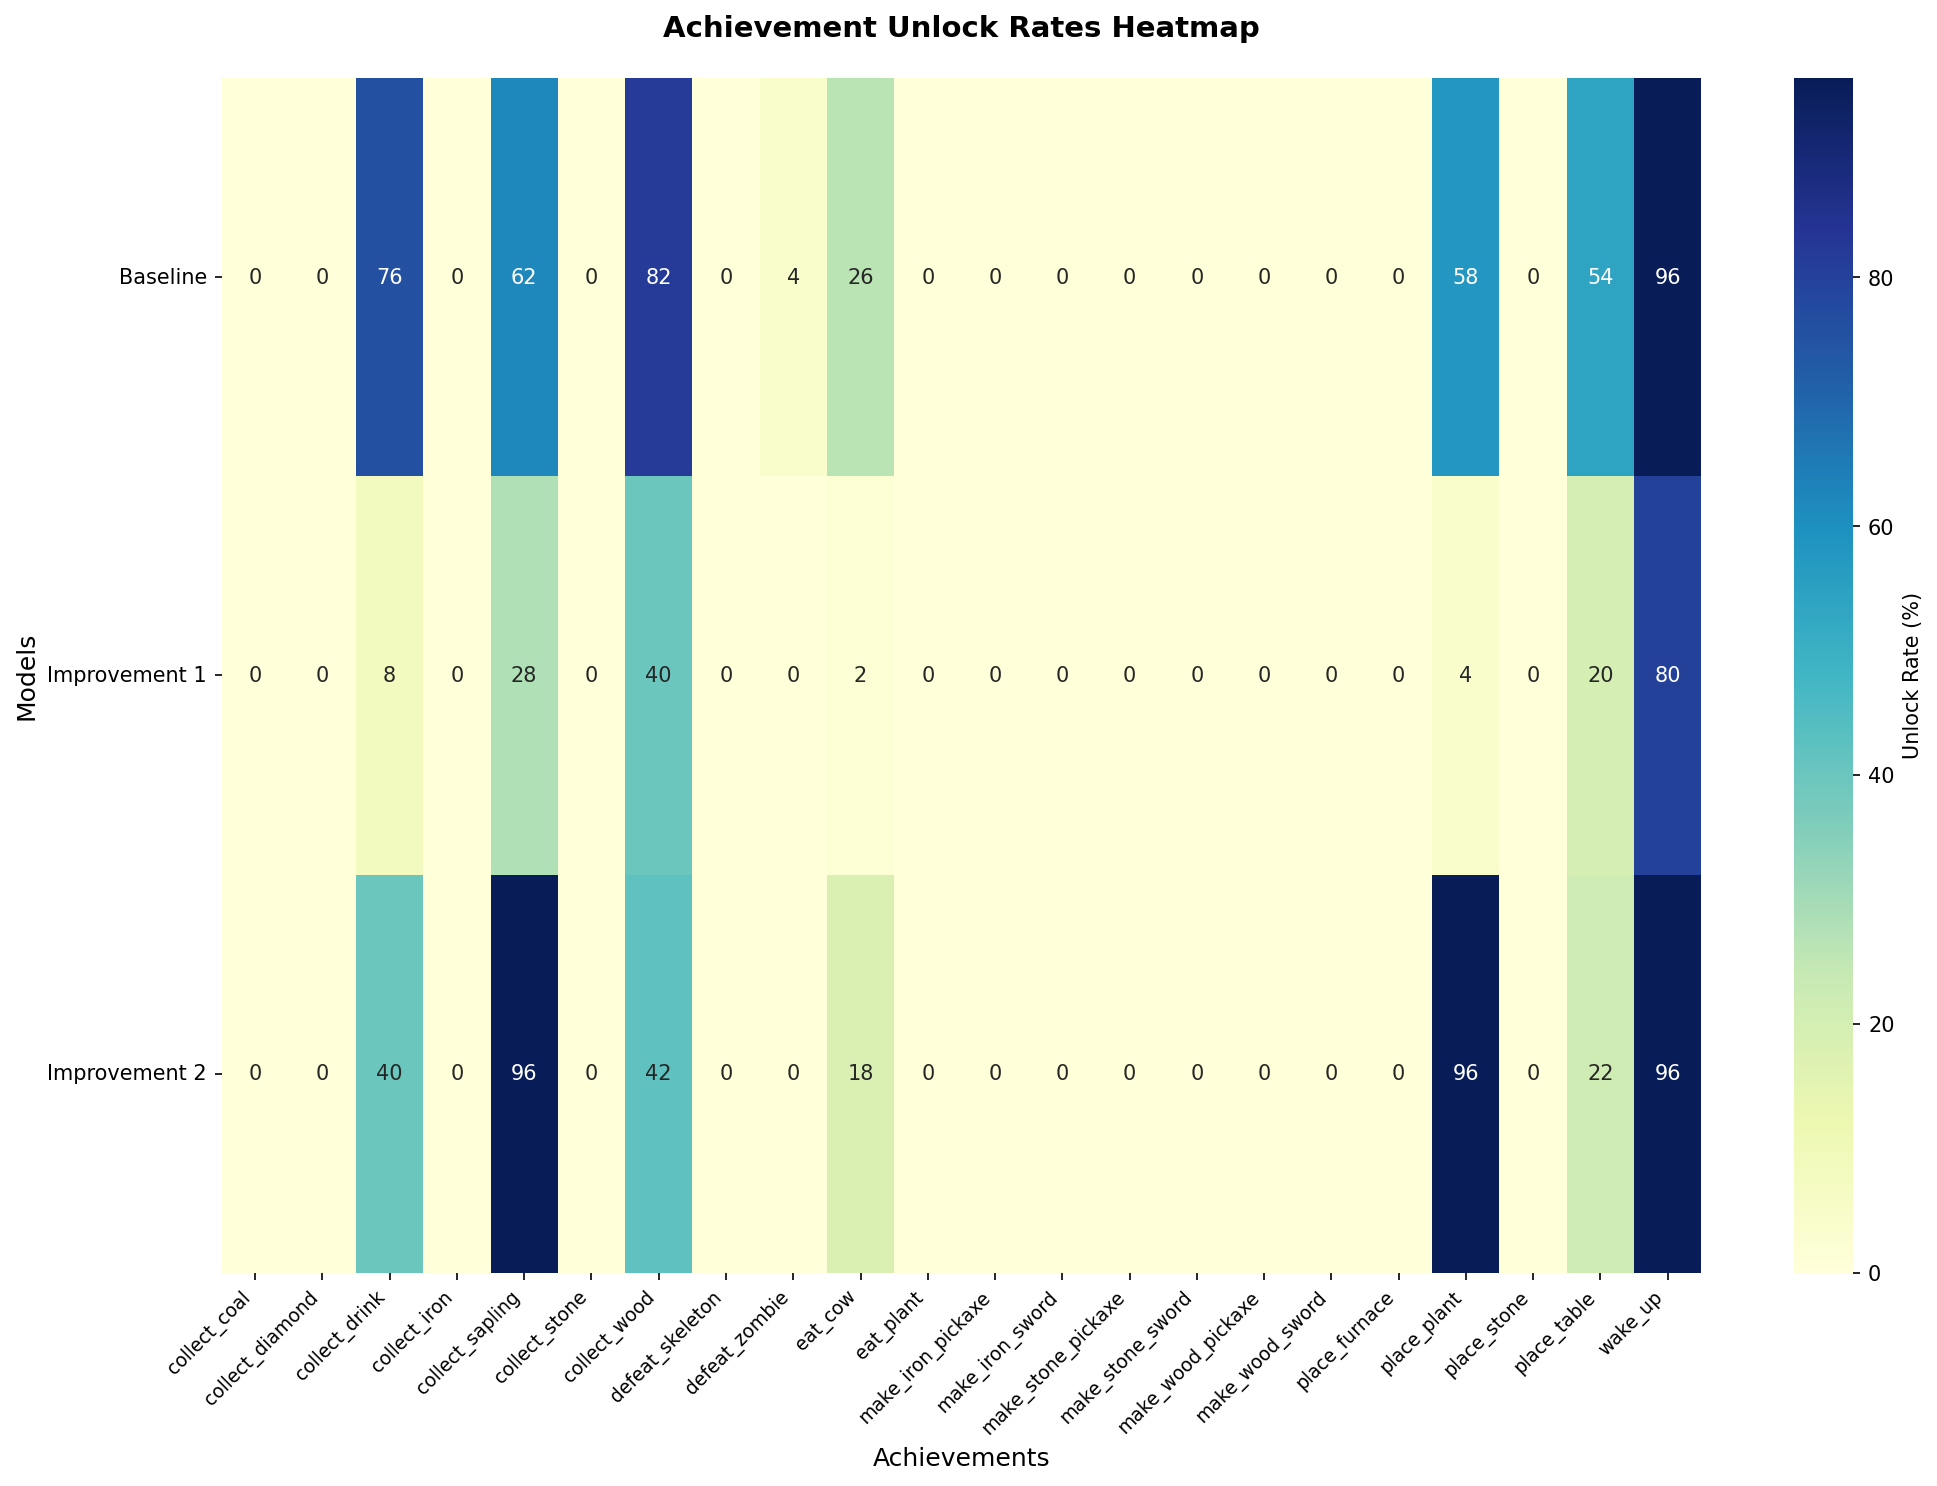 Achievement Unlock Rates Heatmap
Models
Baseline
0 0 76 0 62 0 82 0 4 26 0 0 0 0 0 0 0 0 58 0 54 96
Improvement 1
0 0 8 0 28 0 40 0 0 2 0 0 0 0 0 0 0 0 4 0 20 80
Improvement 2
0 0 40 0 96 0 42 0 0 18 0 0 0 0 0 0 0 0 96 0 22 96
collect_coal
collect_diamond
collect_drink
collect_iron
collect_sapling
collect_stone
collect_wood
defeat_skeleton
defeat_zombie
eat_cow
eat_plant
make_iron_pickaxe
make_iron_sword
make_stone_pickaxe
make_stone_sword
make_wood_pickaxe
make_wood_sword
place_furnace
place_plant
place_stone
place_table
wake_up
Achievements
80
60
40
20
0
Unlock Rate (%)